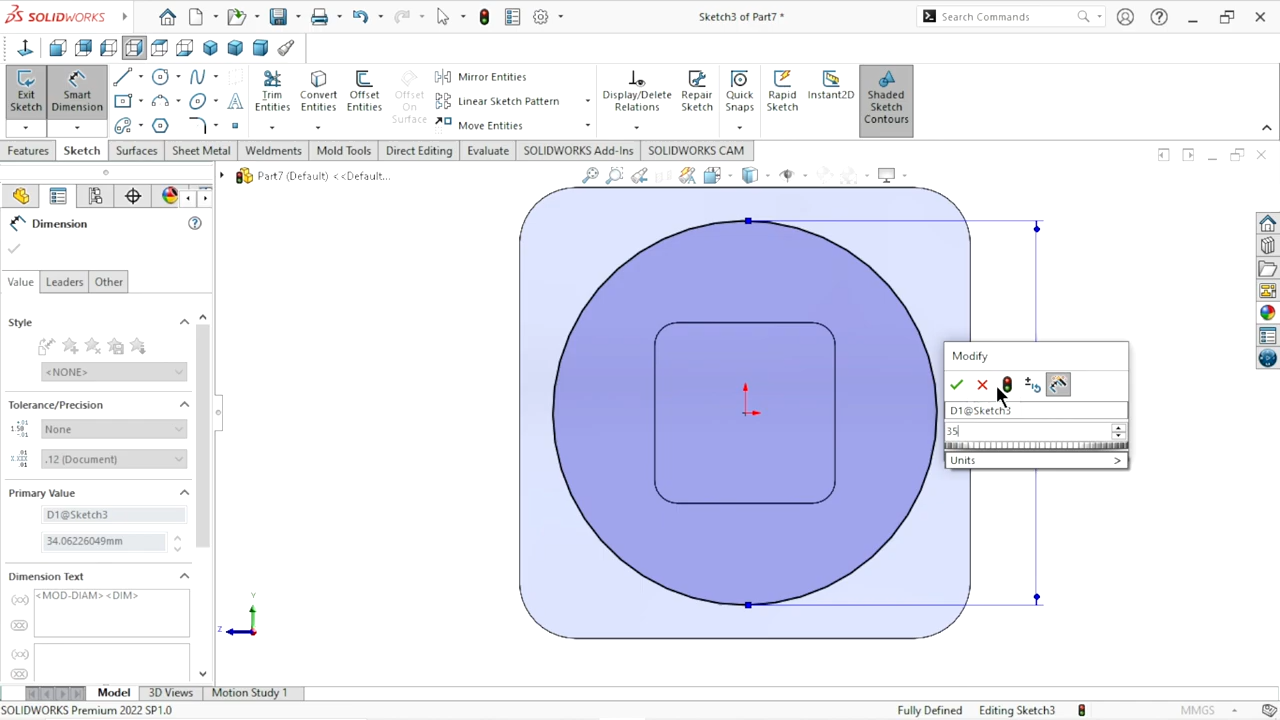 SOLIDWORKS
Sketch3 of Part7 *
Search Commands
Exit Sketch
Smart Dimension
Trim Entities
Convert Entities
Offset Entities
Offset On Surface
Mirror Entities
Linear Sketch Pattern
Move Entities
Display/Delete Relations
Repair Sketch
Quick Snaps
Rapid Sketch
Instant2D
Shaded Sketch Contours
Features
Sketch
Surfaces
Sheet Metal
Weldments
Mold Tools
Direct Editing
Evaluate
SOLIDWORKS Add-Ins
SOLIDWORKS CAM
Part7 (Default) <<Default...
Dimension
Value
Leaders
Other
Style
<NONE>
Tolerance/Precision
None
.12 (Document)
Primary Value
D1@Sketch3
34.06226049mm
Dimension Text
<MOD-DIAM><DIM>
Modify
D1@Sketch3
35
Units
Y
Z
Model
3D Views
Motion Study 1
SOLIDWORKS Premium 2022 SP1.0
Fully Defined
Editing Sketch3
MMGS